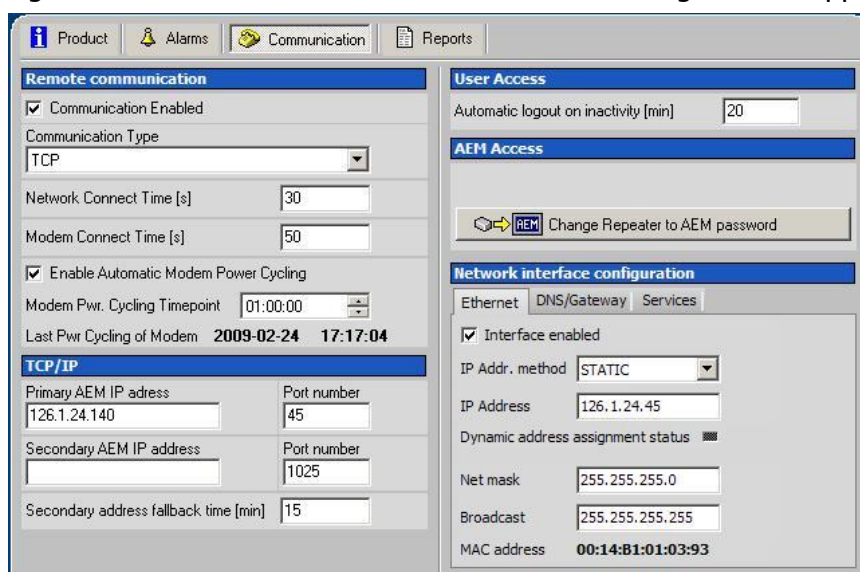 Product Alarms Communication Reports
Remote communication
Communication Enabled
Communication Type
TCP
Network Connect Time [s] 30
Modem Connect Time [s] 50
Enable Automatic Modem Power Cycling
Modem Pwr. Cycling Timepoint 01:00:00
Last Pwr Cycling of Modem 2009-02-24 17:17:04
TCP/IP
Primary AEM IP adress Port number
126.1.24.140 45
Secondary AEM IP address Port number
1025
Secondary address fallback time [min] 15
User Access
Automatic logout on inactivity [min] 20
AEM Access
AEM Change Repeater to AEM password
Network interface configuration
Ethernet DNS/Gateway Services
Interface enabled
IP Addr. method STATIC
IP Address 126.1.24.45
Dynamic address assignment status
Net mask 255.255.255.0
Broadcast 255.255.255.255
MAC address 00:14:B1:01:03:93